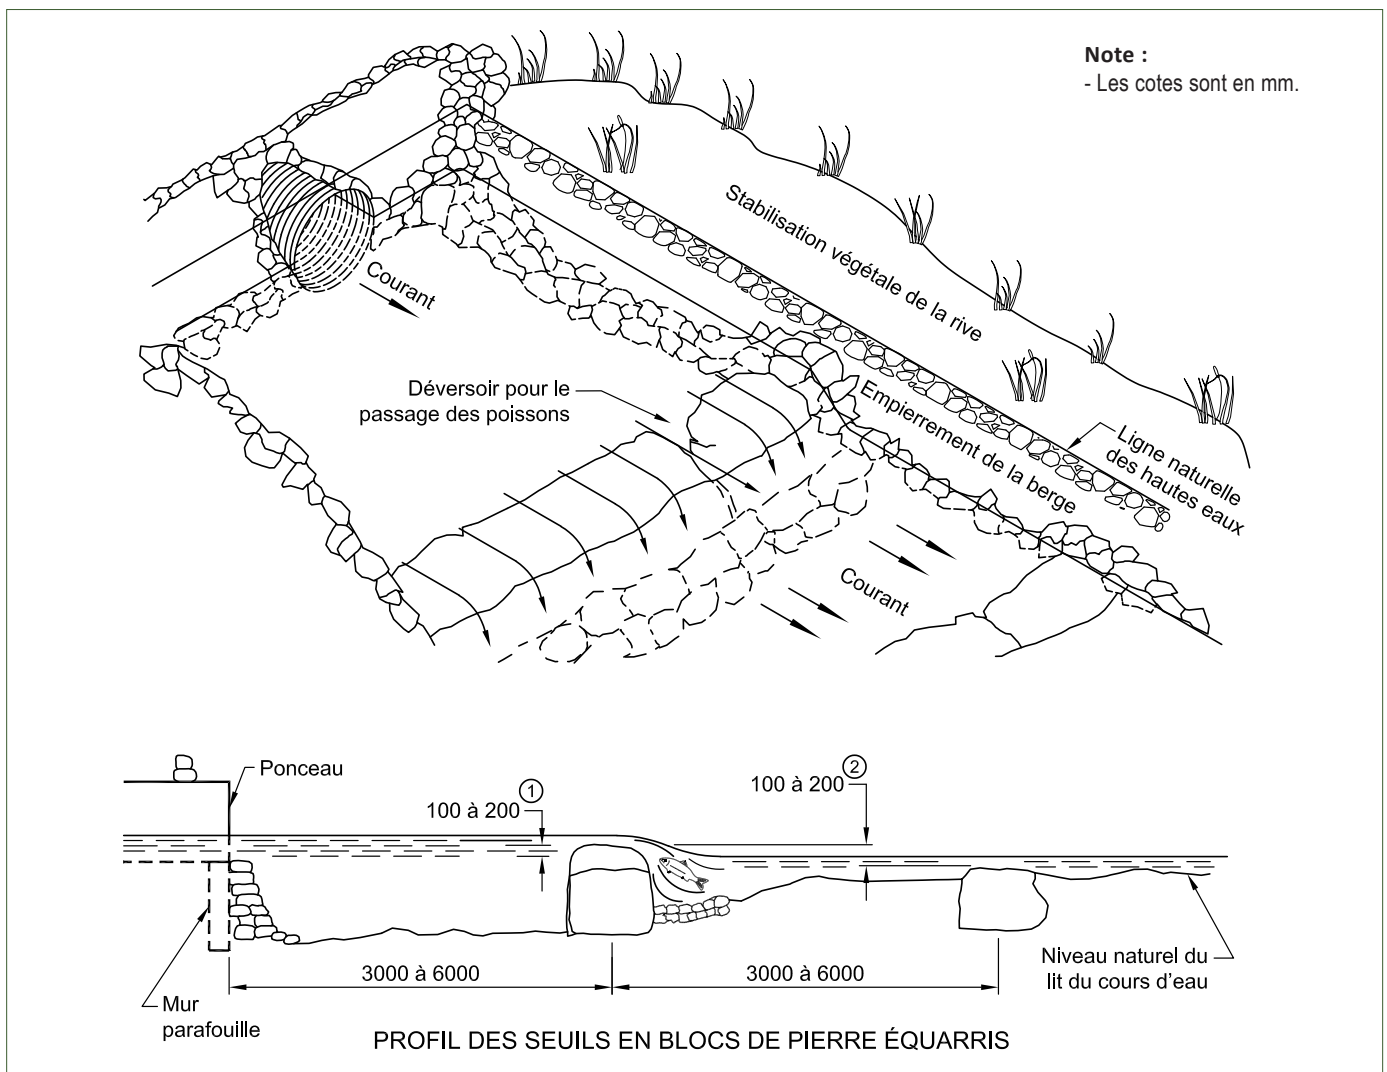 Note :
- Les cotes sont en mm.
Stabilisation végétale de la rive
Courant
Déversoir pour le
passage des poissons
Empierrement de la berge
Ligne naturelle
des hautes eaux
Courant
Ponceau
100 à 200 ①
100 à 200 ②
3000 à 6000
3000 à 6000
Niveau naturel du
lit du cours d’eau
Mur
parafouille
PROFIL DES SEUILS EN BLOCS DE PIERRE ÉQUARRIS